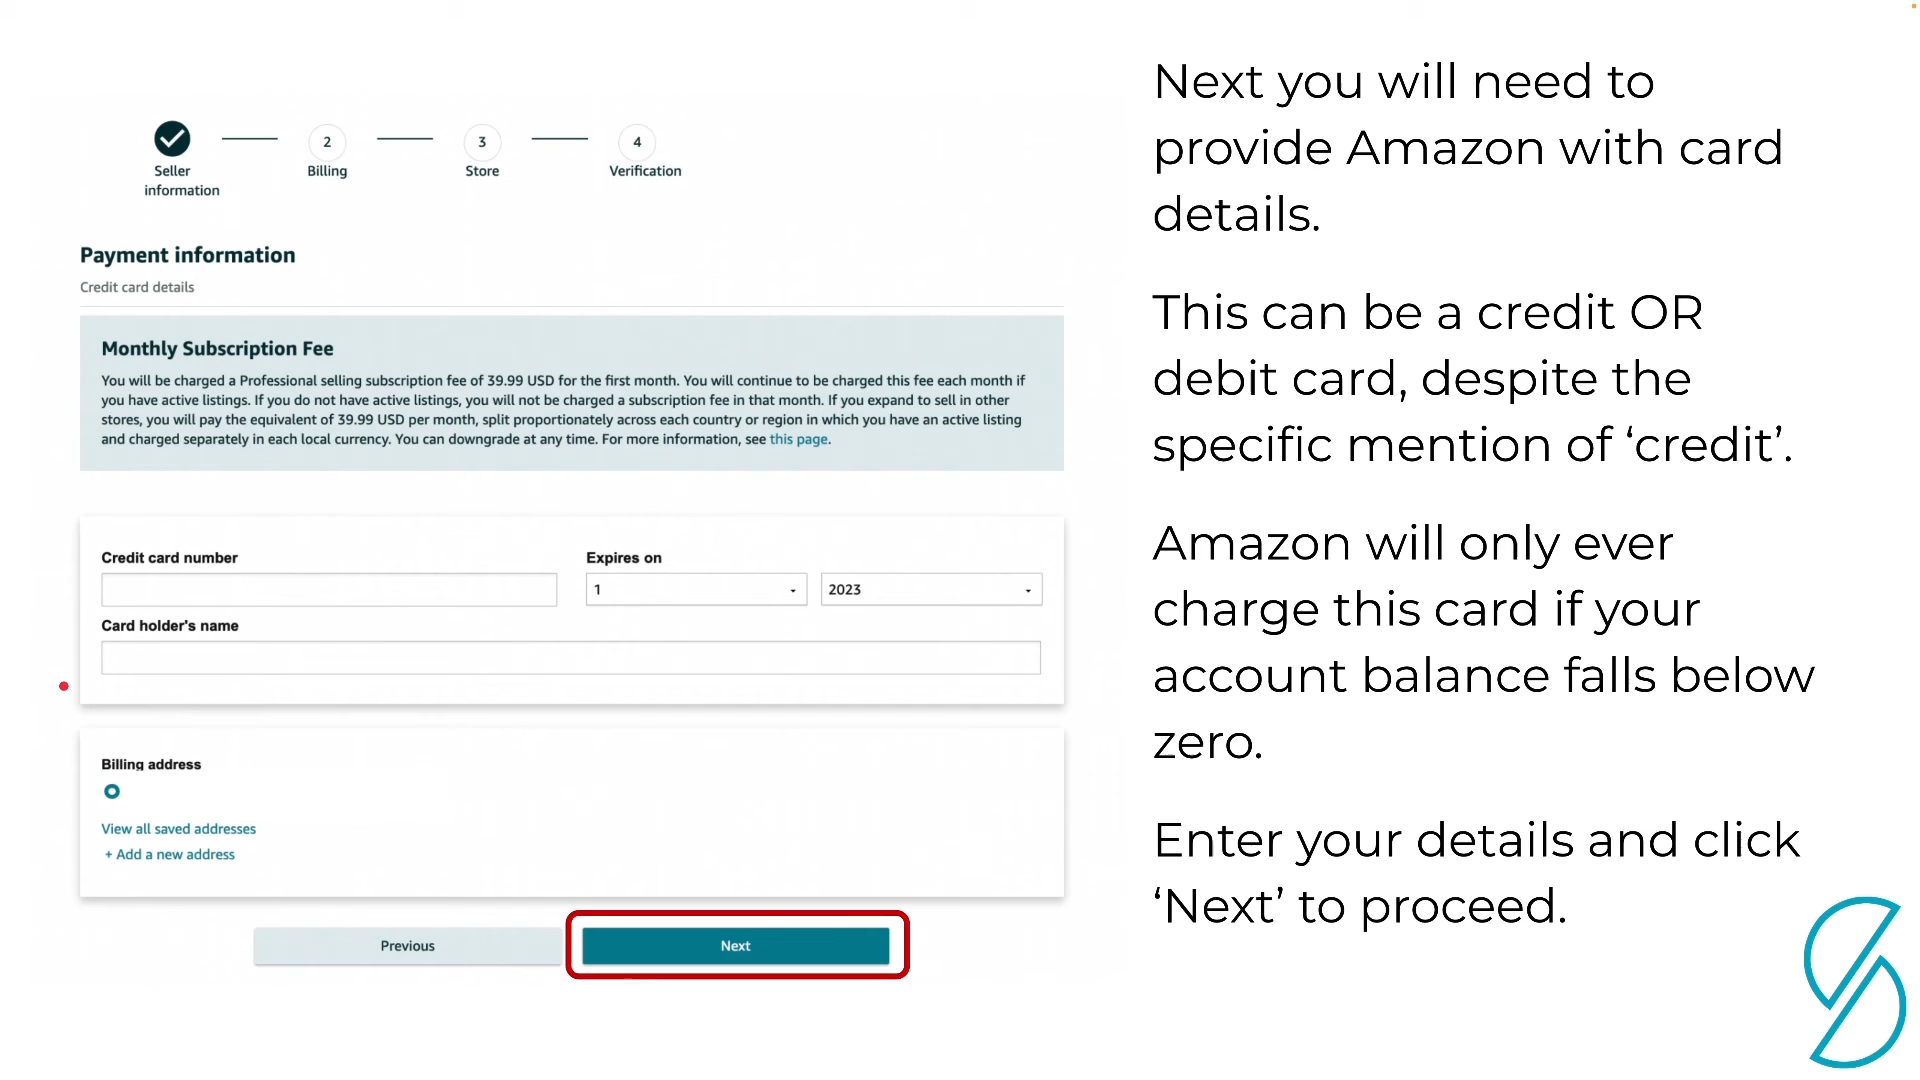 2
3
4
Seller
information
Billing
Store
Verification
Payment information
Credit card details
Monthly Subscription Fee
You will be charged a Professional selling subscription fee of 39.99 USD for the first month. You will continue to be charged this fee each month if
you have active listings. If you do not have active listings, you will not be charged a subscription fee in that month. If you expand to sell in other
stores, you will pay the equivalent of 39.99 USD per month, split proportionately across each country or region in which you have an active listing
and charged separately in each local currency. You can downgrade at any time. For more information, see this page.
Credit card number
Expires on
1
2023
Card holder's name
Billing address
View all saved addresses
+ Add a new address
Previous
Next
Next you will need to
provide Amazon with card
details.
This can be a credit OR
debit card, despite the
specific mention of ‘credit’.
Amazon will only ever
charge this card if your
account balance falls below
zero.
Enter your details and click
‘Next’ to proceed.